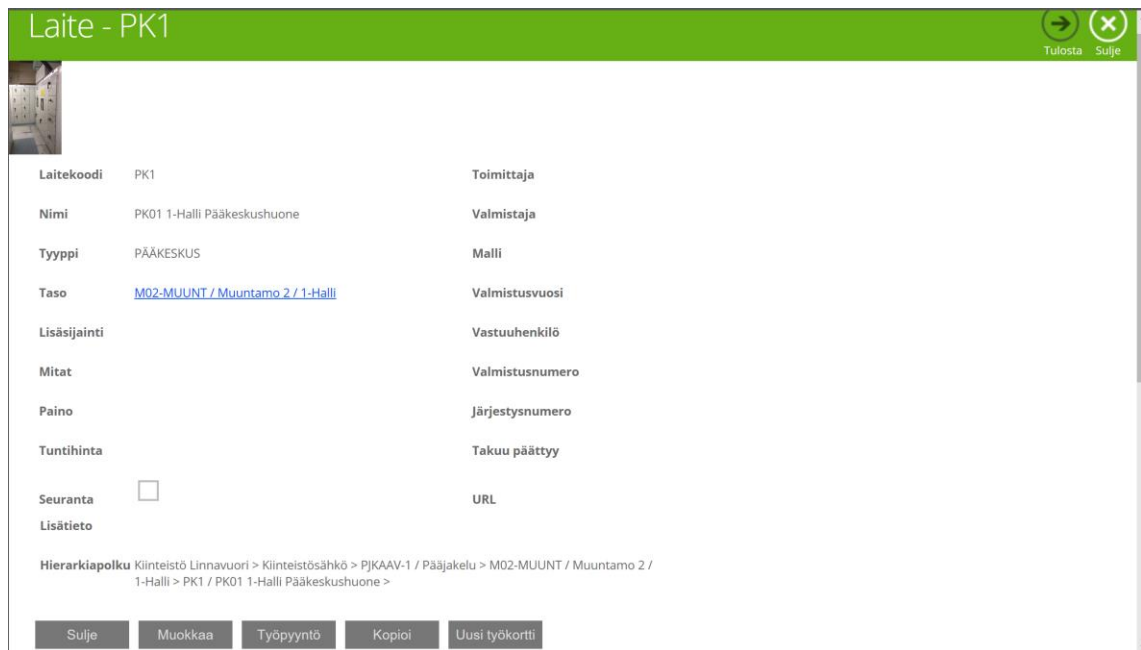 Laite - PK1
Tulosta Sulje
Laitekoodi PK1 Toimittaja
Nimi PK01 1-Halli Pääkeskushuone Valmistaja
Tyyppi PÄÄKESKUS Malli
Taso M02-MUUNT / Muuntamo 2 / 1-Halli Valmistusvuosi
Lisäsijainti Vastuuhenkilö
Mitat Valmistusnumero
Paino Järjestysnumero
Tuntihinta Takuu päättyy
Seuranta URL
Lisätieto
Hierarkiapolku Kiinteistö Linnavuori > Kiinteistösähkö > PJKAAV-1 / Pääjakelu > M02-MUUNT / Muuntamo 2 /
1-Halli > PK1 / PK01 1-Halli Pääkeskushuone >
Sulje Muokkaa Työpyyntö Kopioi Uusi työkortti